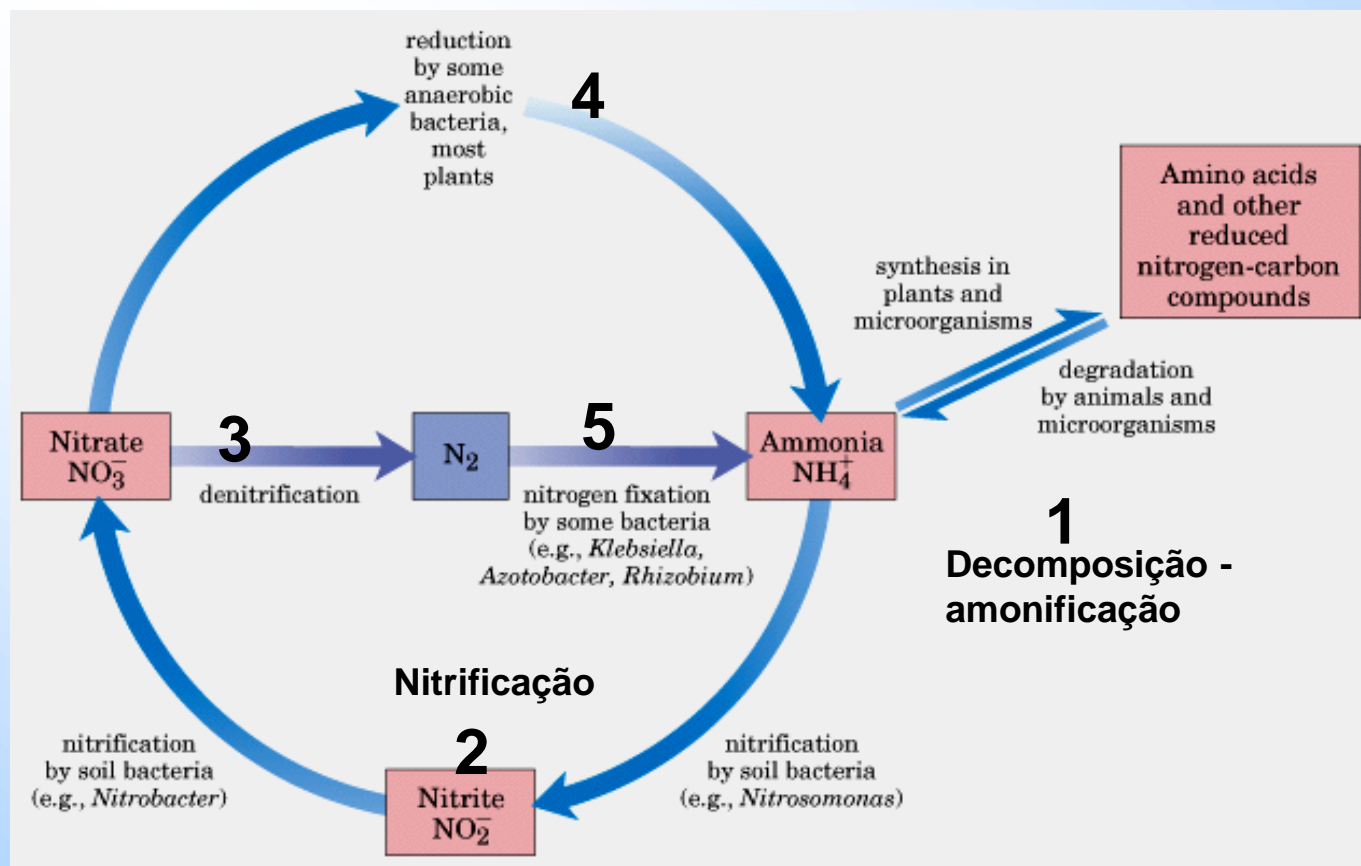 reduction
by some
anaerobic
bacteria,
most
plants
4
Amino acids
and other
reduced
nitrogen-carbon
compounds
synthesis in
plants and
microorganisms
degradation
by animals and
microorganisms
Nitrate
NO₃⁻
3
denitrification
N₂
5
nitrogen fixation
by some bacteria
(e.g., Klebsiella,
Azotobacter, Rhizobium)
Ammonia
NH₄⁺
1
Decomposição -
amonificação
Nitrificação
2
nitrification
by soil bacteria
(e.g., Nitrobacter)
Nitrite
NO₂⁻
nitrification
by soil bacteria
(e.g., Nitrosomonas)